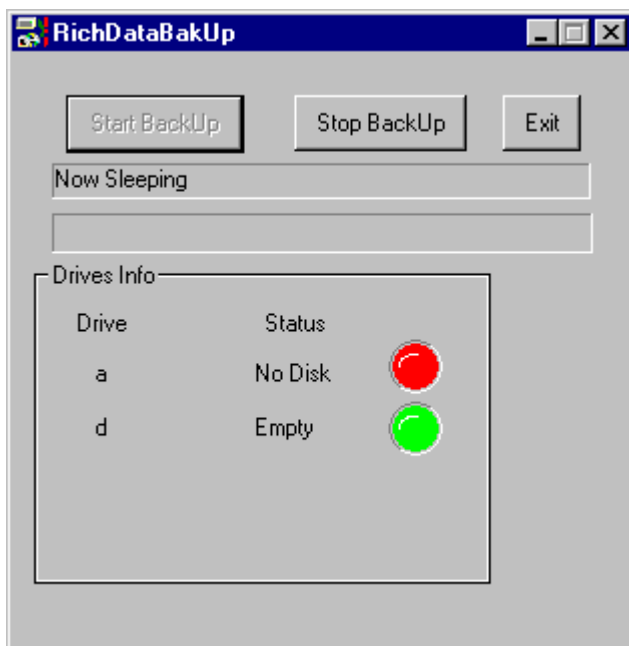 RichDataBakUp
Start BackUp Stop BackUp Exit
Now Sleeping
Drives Info
Drive Status
a No Disk
d Empty